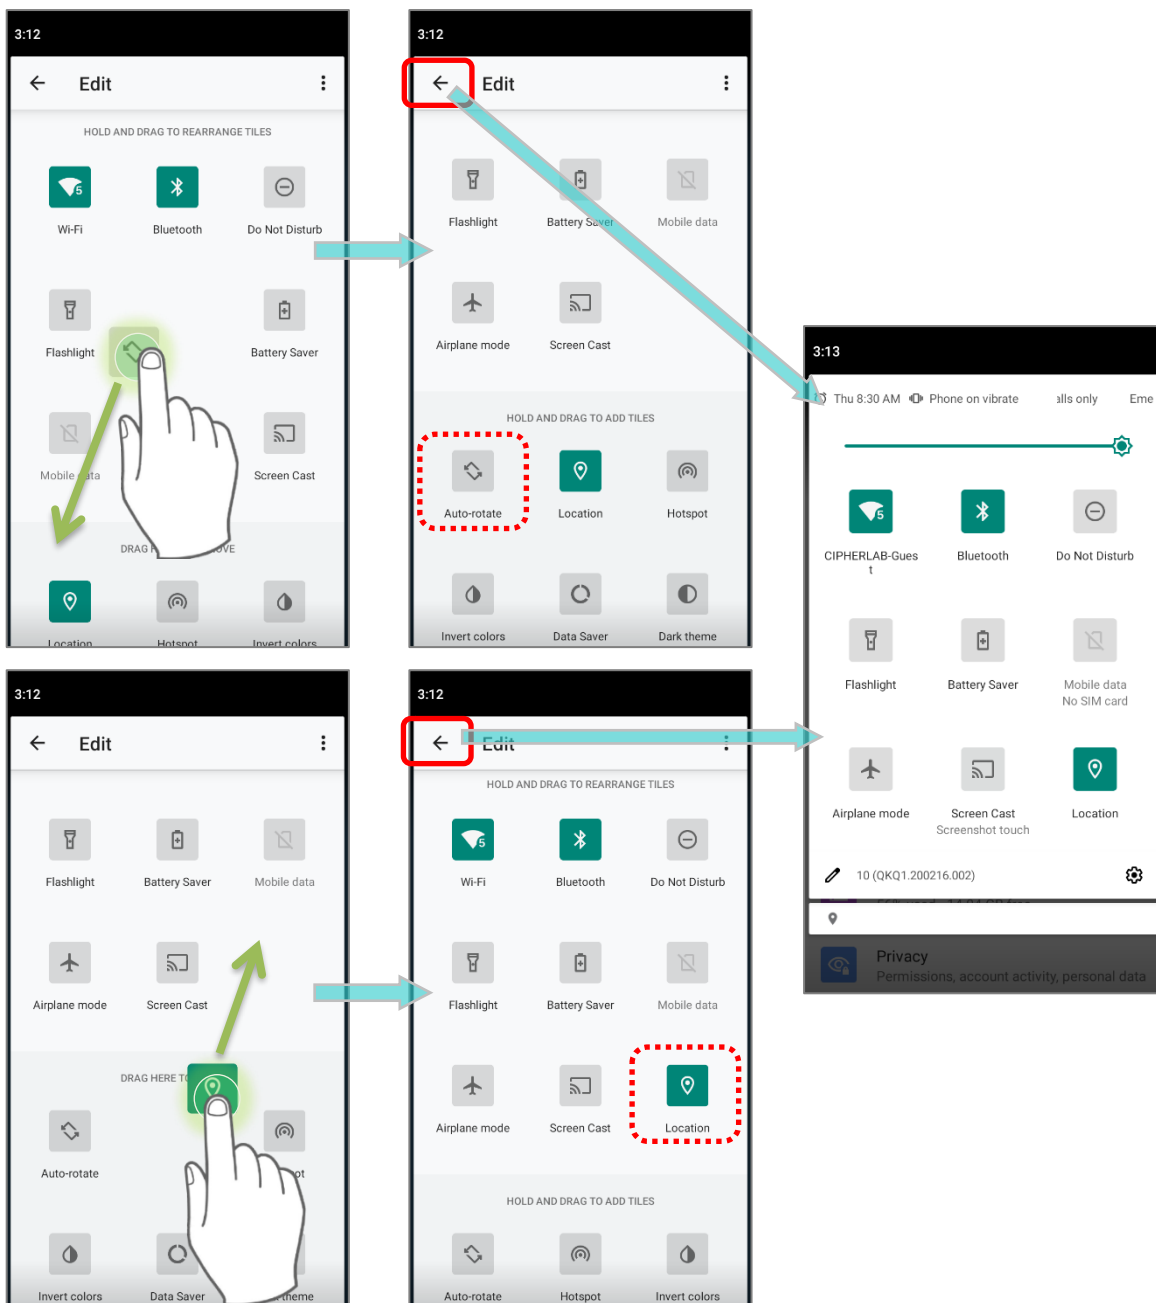 3:12
Edit
HOLD AND DRAG TO REARRANGE TILES
5
Wi-Fi
Bluetooth
Do Not Disturb
Flashlight
Battery Saver
Mobile data
Screen Cast
DRAG
Location
Hotspot
Invert colors
3:12
Edit
Flashlight
Battery Saver
Mobile data
Airplane mode
Screen Cast
HOLD AND DRAG TO ADD TILES
Auto-rotate
Location
Hotspot
Invert colors
Data Saver
Dark theme
3:13
Thu 8:30 AM
Phone on vibrate
alls only
Eme
5
CIPHERLAB-Gues
t
Bluetooth
Do Not Disturb
Flashlight
Battery Saver
Mobile data
No SIM card
Airplane mode
Screen Cast
Screenshot touch
Location
10 (QKQ1.200216.002)
Privacy
Permissions, account activity, personal data
3:12
Edit
Flashlight
Battery Saver
Mobile data
Airplane mode
Screen Cast
DRAG HERE
Auto-rotate
Invert colors
Data Saver
theme
3:12
Edit
HOLD AND DRAG TO REARRANGE TILES
5
Wi-Fi
Bluetooth
Do Not Disturb
Flashlight
Battery Saver
Mobile data
Airplane mode
Screen Cast
Location
HOLD AND DRAG TO ADD TILES
Auto-rotate
Hotspot
Invert colors